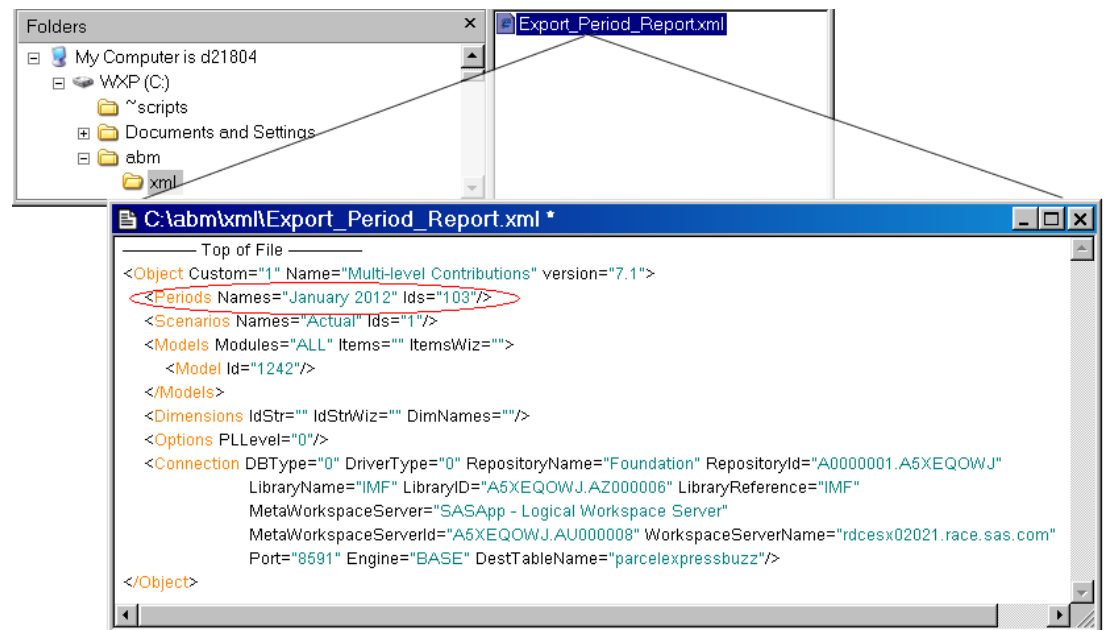 Folders
My Computer is d21804
WXP (C:)
~scripts
Documents and Settings
abm
xml
Export_Period_Report.xml
C:\abm\xml\Export_Period_Report.xml *
Top of File
<Object Custom="1" Name="Multi-level Contributions" version="7.1">
<Periods Names="January 2012" Ids="103"/>
<Scenarios Names="Actual" Ids="1"/>
<Models Modules="ALL" Items="" ItemsWiz="">
<Model Id="1242"/>
</Models>
<Dimensions IdStr="" IdStrWiz="" DimNames=""/>
<Options PLLevel="0"/>
<Connection DBType="0" DriverType="0" RepositoryName="Foundation" RepositoryId="A0000001.A5XEQOWJ"
LibraryName="IMF" LibraryID="A5XEQOWJ.AZ000006" LibraryReference="IMF"
MetaWorkspaceServer="SASApp - Logical Workspace Server"
MetaWorkspaceServerId="A5XEQOWJ.AU000008" WorkspaceServerName="rdcesx02021.race.sas.com"
Port="8591" Engine="BASE" DestTableName="parcelexpressbuzz"/>
</Object>